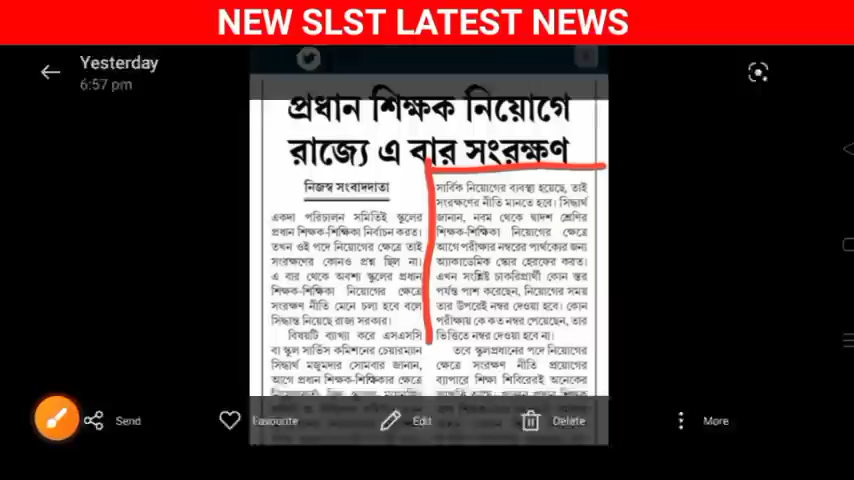 NEW SLST LATEST NEWS
Yesterday
6:57 pm
প্রধান শিক্ষক নিয়োগে
রাজ্যে এ বার সংরক্ষণ
নিজস্ব সংবাদদাতা
একদা পরিচালন সমিতিই স্কুলের
প্রধান শিক্ষক-শিক্ষিকা নির্বাচন করত।
তখন ওই পদে নিয়োগের ক্ষেত্রে তাই
সংরক্ষণের কোনও প্রশ্ন ছিল না।
এ বার থেকে অবশ্য স্কুলের প্রধান
শিক্ষক-শিক্ষিকা নিয়োগের ক্ষেত্রে
সংরক্ষণ নীতি মেনে চলা হবে বলে
সিদ্ধান্ত নিয়েছে রাজ্য সরকার।
বিষয়টি ব্যাখ্যা করে এসএসসি
বা স্কুল সার্ভিস কমিশনের চেয়ারম্যান
সিদ্ধার্থ মজুমদার সোমবার জানান,
আগে প্রধান শিক্ষক-শিক্ষিকার ক্ষেত্রে
সার্বিক নিয়োগের ব্যবস্থা হয়েছে, তাই
সংরক্ষণের নীতি মানতে হবে। সিদ্ধার্থ
জানান, নবম থেকে দ্বাদশ শ্রেণির
শিক্ষক-শিক্ষিকা নিয়োগের ক্ষেত্রে
আগে পরীক্ষার নম্বরের পার্থক্যের জন্য
অ্যাকাডেমিক স্কোর হেরফের করত।
এখন সংশ্লিষ্ট চাকরিপ্রার্থী কোন স্তর
পর্যন্ত পাশ করেছেন, নিয়োগের সময়
তার উপরেই নম্বর দেওয়া হবে। কোন
পরীক্ষায় কে কত নম্বর পেয়েছেন, তার
ভিত্তিতে নম্বর দেওয়া হবে না।
তবে স্কুলপ্রধানের পদে নিয়োগের
ক্ষেত্রে সংরক্ষণ নীতি প্রয়োগের
ব্যাপারে শিক্ষা শিবিরেই অনেকের
Send
Favourite
Edit
Delete
More